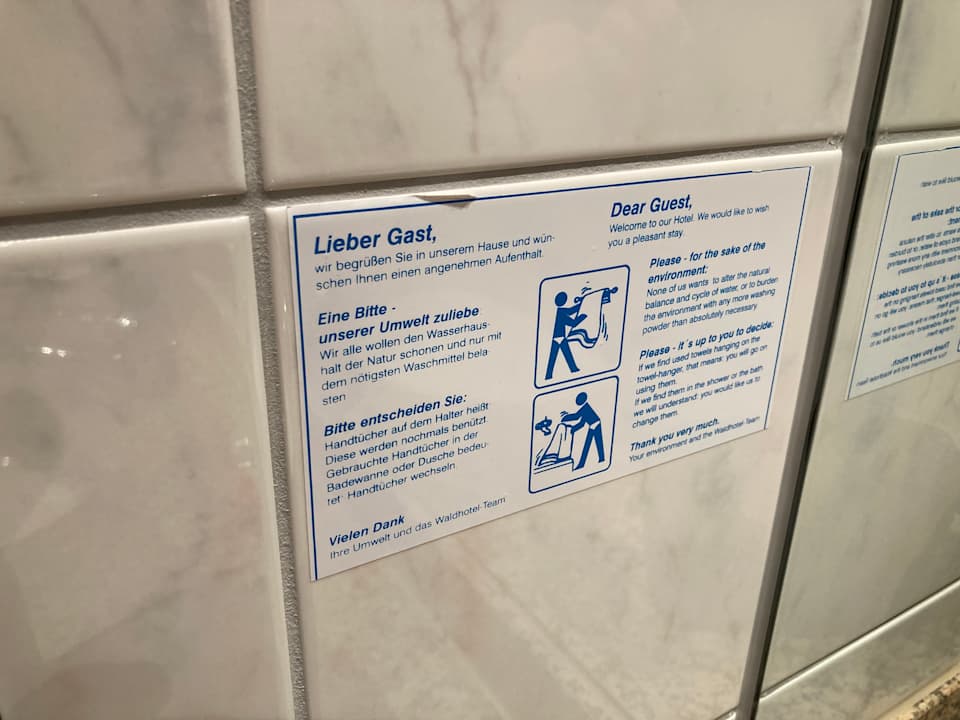 Lieber Gast,
wir begrüßen Sie in unserem Hause und wün-
schen Ihnen einen angenehmen Aufenthalt.
Eine Bitte -
unserer Umwelt zuliebe
Wir alle wollen den Wasserhaus-
halt der Natur schonen und nur mit
dem nötigsten Waschmittel bela-
sten
Bitte entscheiden Sie:
Handtücher auf dem Halter heißt
Diese werden nochmals benützt.
Gebrauchte Handtücher in der
Badewanne oder Dusche bedeu-
tet: Handtücher wechseln.
Vielen Dank
Ihre Umwelt und das Waldhotel-Team
Dear Guest,
Welcome to our Hotel. We would like to wish
you a pleasant stay.
Please - for the sake of the
environment:
None of us wants to alter the natural
balance and cycle of water, or to burden
the environment with any more washing
powder than absolutely necessary
Please - it´s up to you to decide:
If we find used towels hanging on the
towel-hanger, that means: you will go on
using them.
If we find them in the shower or the bath
we will understand: you would like us to
change them.
Thank you very much.
Your environment and the Waldhotel-Team